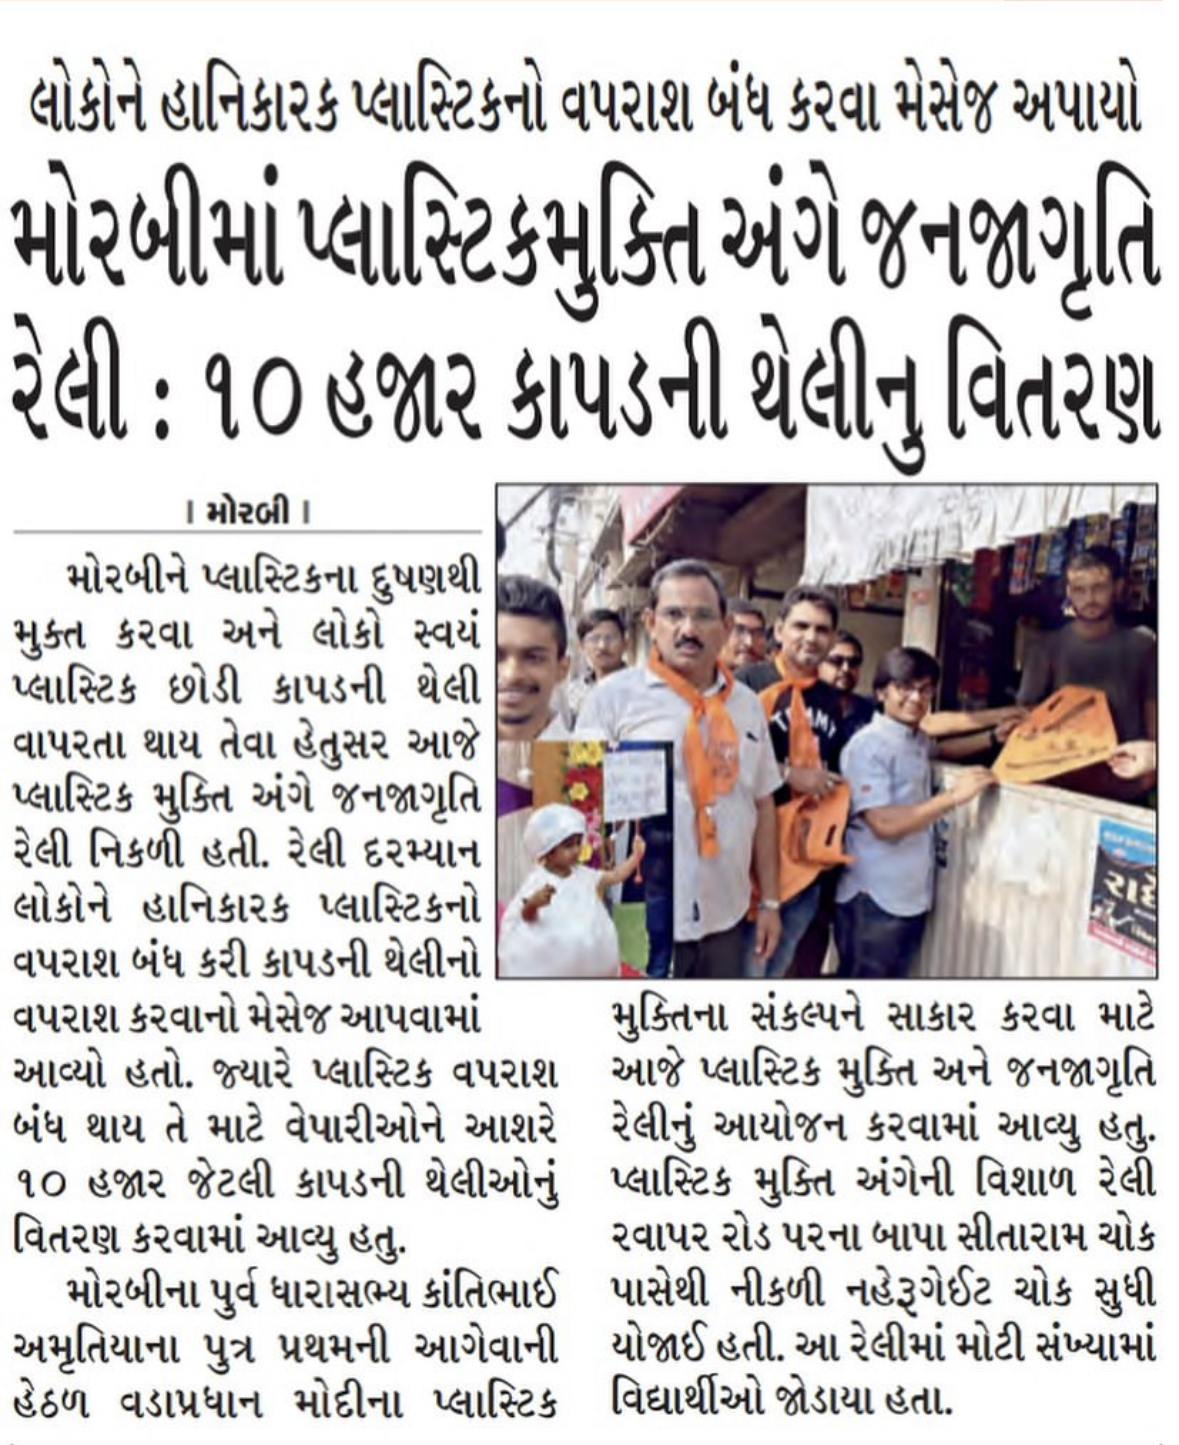 લોકોને હાનિકારક પ્લાસ્ટિકનો વપરાશ બંધ કરવા મેસેજ અપાયો
મોરબીમાં પ્લાસ્ટિકમુક્તિ અંગે જનજાગૃતિ
રેલી : ૧૦ હજાર કાપડની થેલીનુ વિતરણ
। મોરબી ।
મોરબીને પ્લાસ્ટિકના દુષણથી
મુક્ત કરવા અને લોકો સ્વયં
પ્લાસ્ટિક છોડી કાપડની થેલી
વાપરતા થાય તેવા હેતુસર આજે
પ્લાસ્ટિક મુક્તિ અંગે જનજાગૃતિ
રેલી નિકળી હતી. રેલી દરમ્યાન
લોકોને હાનિકારક પ્લાસ્ટિકનો
વપરાશ બંધ કરી કાપડની થેલીનો
વપરાશ કરવાનો મેસેજ આપવામાં
આવ્યો હતો. જ્યારે પ્લાસ્ટિક વપરાશ
બંધ થાય તે માટે વેપારીઓને આશરે
૧૦ હજાર જેટલી કાપડની થેલીઓનું
વિતરણ કરવામાં આવ્યુ હતુ.
મોરબીના પુર્વ ધારાસભ્ય કાંતિભાઈ
અમૃતિયાના પુત્ર પ્રથમની આગેવાની
હેઠળ વડાપ્રધાન મોદીના પ્લાસ્ટિક
મુક્તિના સંકલ્પને સાકાર કરવા માટે
આજે પ્લાસ્ટિક મુક્તિ અને જનજાગૃતિ
રેલીનું આયોજન કરવામાં આવ્યુ હતુ.
પ્લાસ્ટિક મુક્તિ અંગેની વિશાળ રેલી
રવાપર રોડ પરના બાપા સીતારામ ચોક
પાસેથી નીકળી નહેરૂગેઈટ ચોક સુધી
યોજાઈ હતી. આ રેલીમાં મોટી સંખ્યામાં
વિદ્યાર્થીઓ જોડાયા હતા.
TOMMY